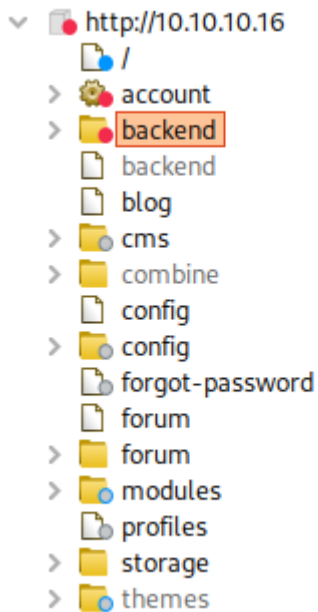 http://10.10.10.16
/
account
backend
backend
blog
cms
combine
config
config
forgot-password
forum
forum
modules
profiles
storage
themes